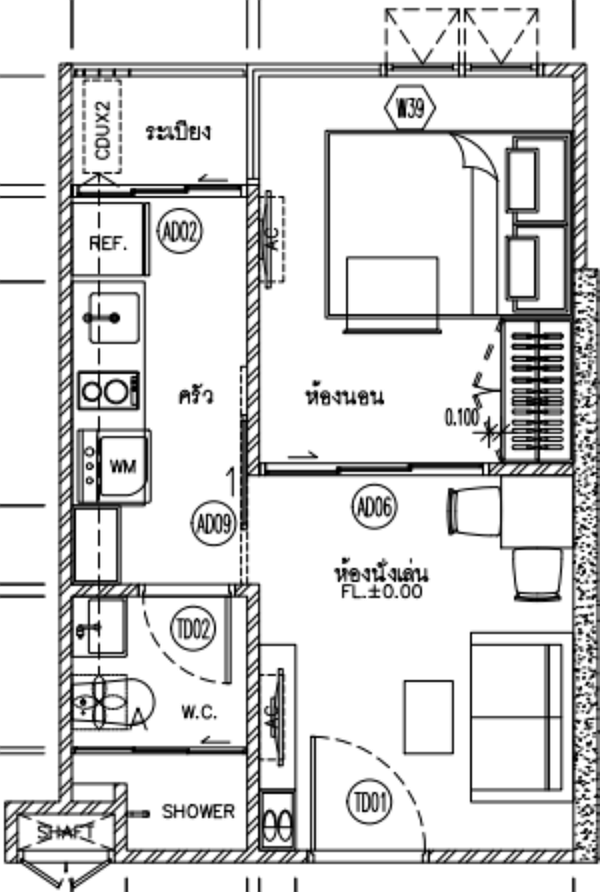 W39
CDUX2
ระเบียง
AD02
REF.
AC
ครัว
ห้องนอน
0.100
WM
AD09
AD06
ห้องนั่งเล่น
FL.±0.00
TD02
W.C.
AC
TD01
SHOWER
SHAFT